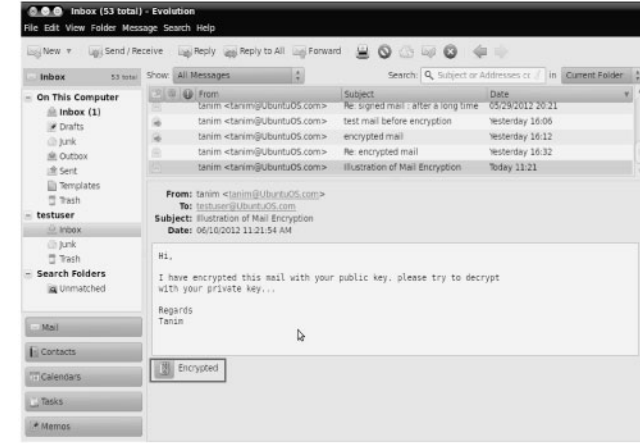 Inbox (53 total) - Evolution
File Edit View Folder Message Search Help
New Send / Receive Reply Reply to All Forward
Inbox 53 total Show: All Messages Search: Subject or Addresses in Current Folder
From Subject Date
tanim <tanim@UbuntuOS.com> Re: signed mail : after a long time 05/29/2012 20:21
tanim <tanim@UbuntuOS.com> test mail before encryption Yesterday 16:06
tanim <tanim@UbuntuOS.com> encrypted mail Yesterday 16:12
tanim <tanim@UbuntuOS.com> Re: encrypted mail Yesterday 16:32
tanim <tanim@UbuntuOS.com> Illustration of Mail Encryption Today 11:21
On This Computer
Inbox (1)
Drafts
Junk
Outbox
Sent
Templates
Trash
testuser
Inbox
Junk
Trash
Search Folders
Unmatched
Mail
Contacts
Calendars
Tasks
Memos
From: tanim <tanim@UbuntuOS.com>
To: testuser@UbuntuOS.com
Subject: Illustration of Mail Encryption
Date: 06/10/2012 11:21:54 AM
Hi,
I have encrypted this mail with your public key. please try to decrypt
with your private key...
Regards
Tanim
Encrypted